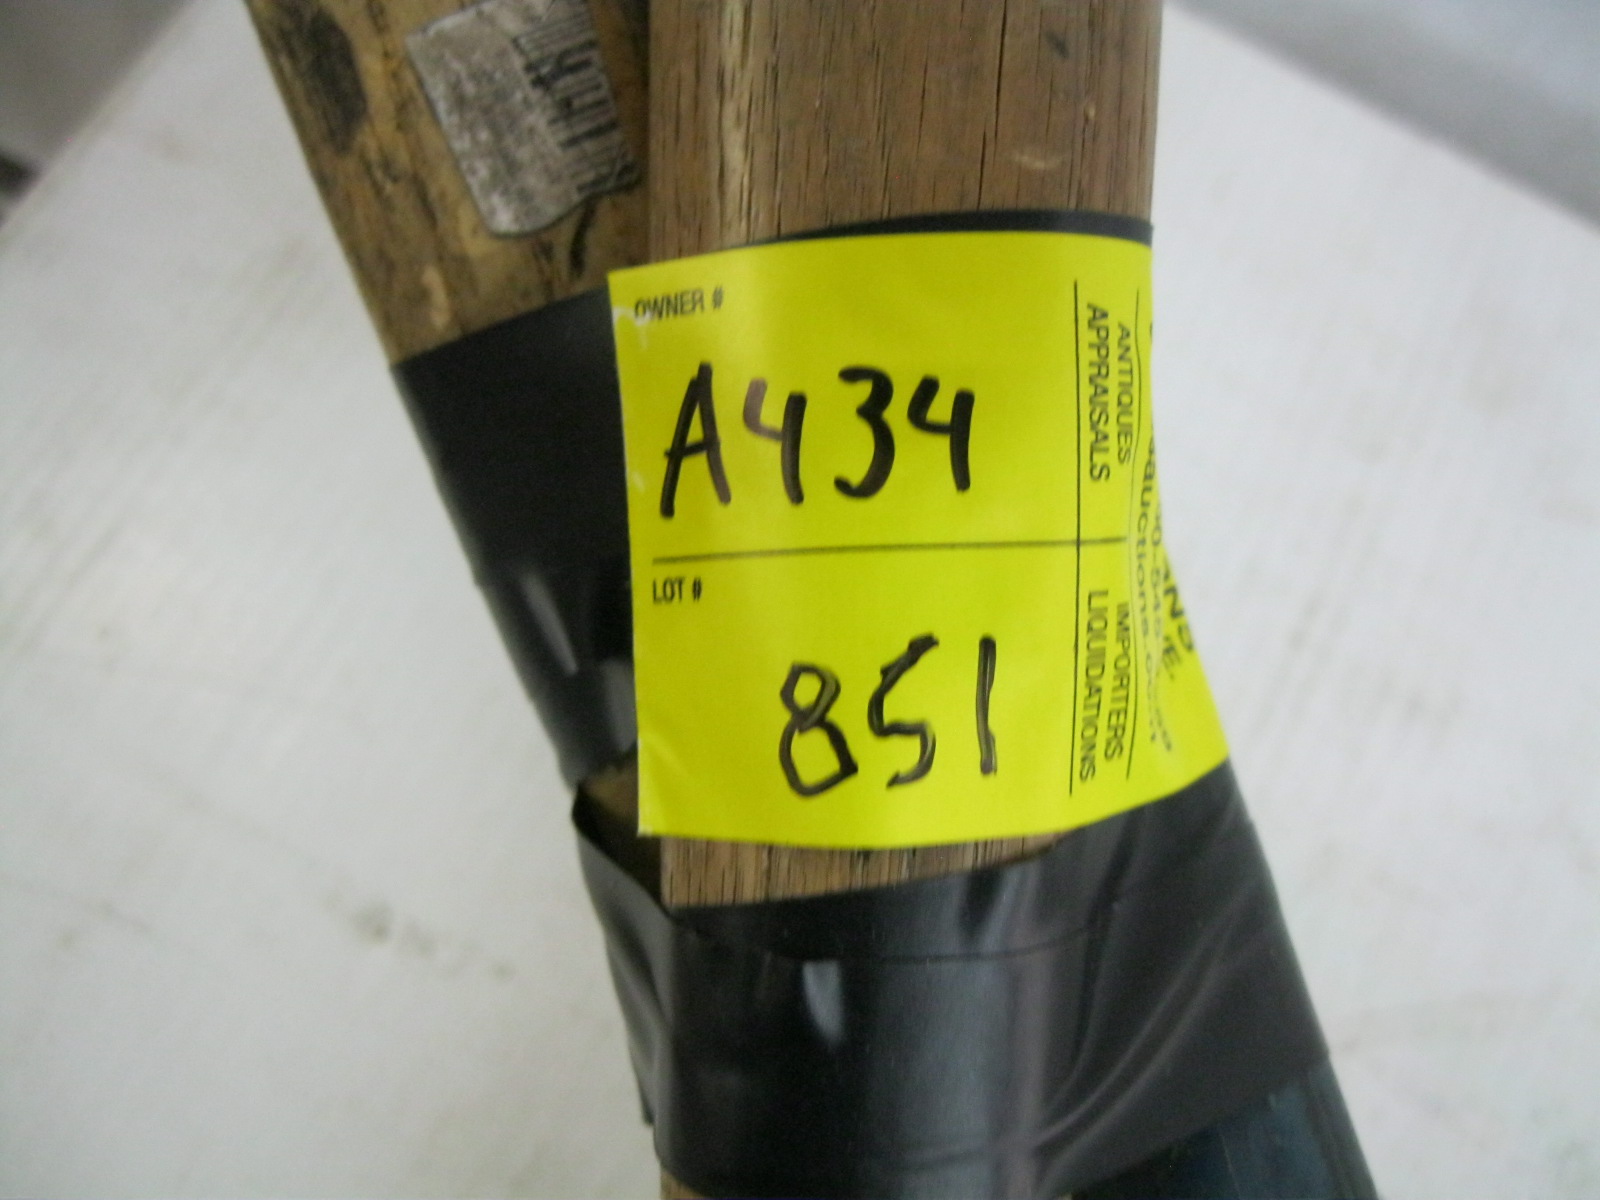 OWNER #
A434
LOT #
851
ANTIQUES
APPRAISALS
IMPORTERS
LIQUIDATIONS